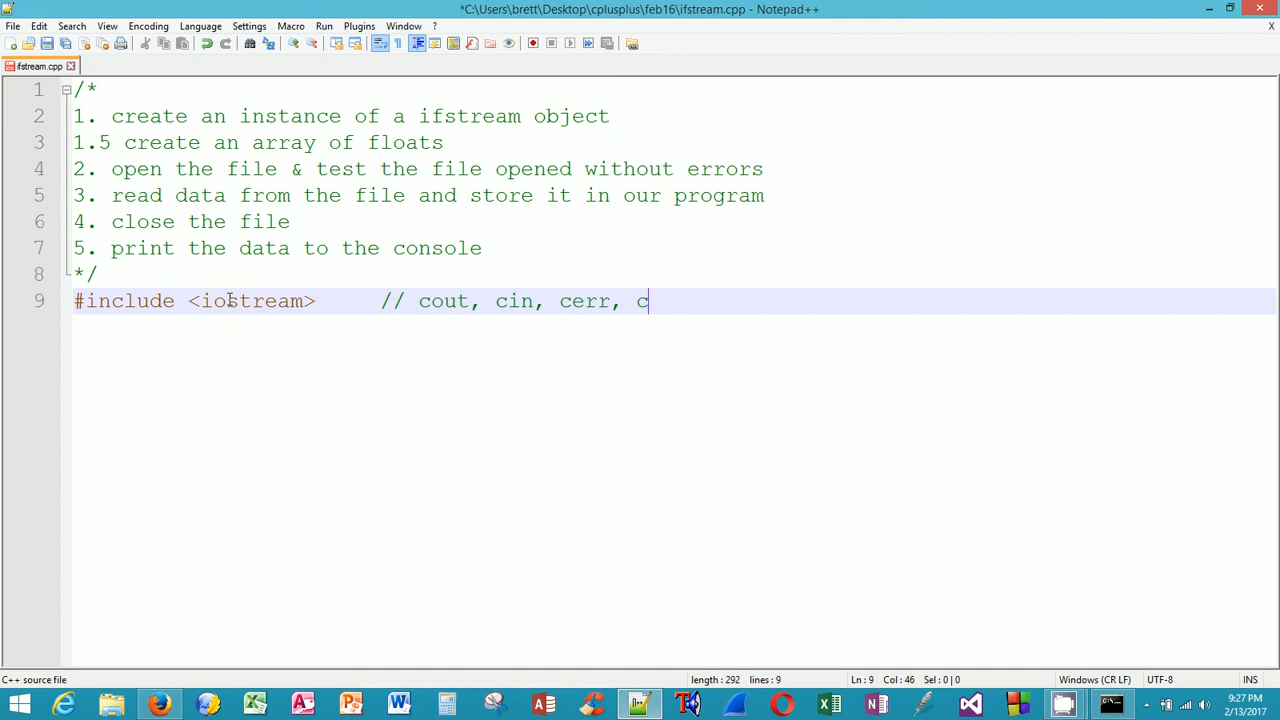 *C:\Users\brett\Desktop\cplusplus\feb16\ifstream.cpp - Notepad++
File Edit Search View Encoding Language Settings Macro Run Plugins Window ? X
ifstream.cpp
1 /*
2 1. create an instance of a ifstream object
3 1.5 create an array of floats
4 2. open the file & test the file opened without errors
5 3. read data from the file and store it in our program
6 4. close the file
7 5. print the data to the console
8 */
9 #include <iostream> // cout, cin, cerr, c
C++ source file length : 292 lines : 9 Ln : 9 Col : 46 Sel : 0 | 0 Windows (CR LF) UTF-8 INS
9:27 PM
2/13/2017